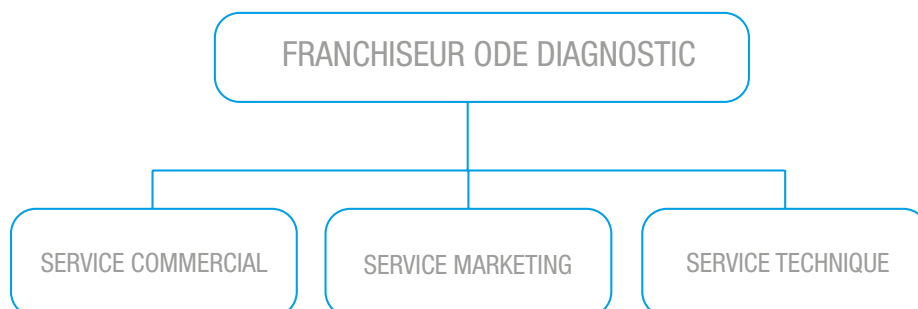 FRANCHISEUR ODE DIAGNOSTIC
SERVICE COMMERCIAL
SERVICE MARKETING
SERVICE TECHNIQUE